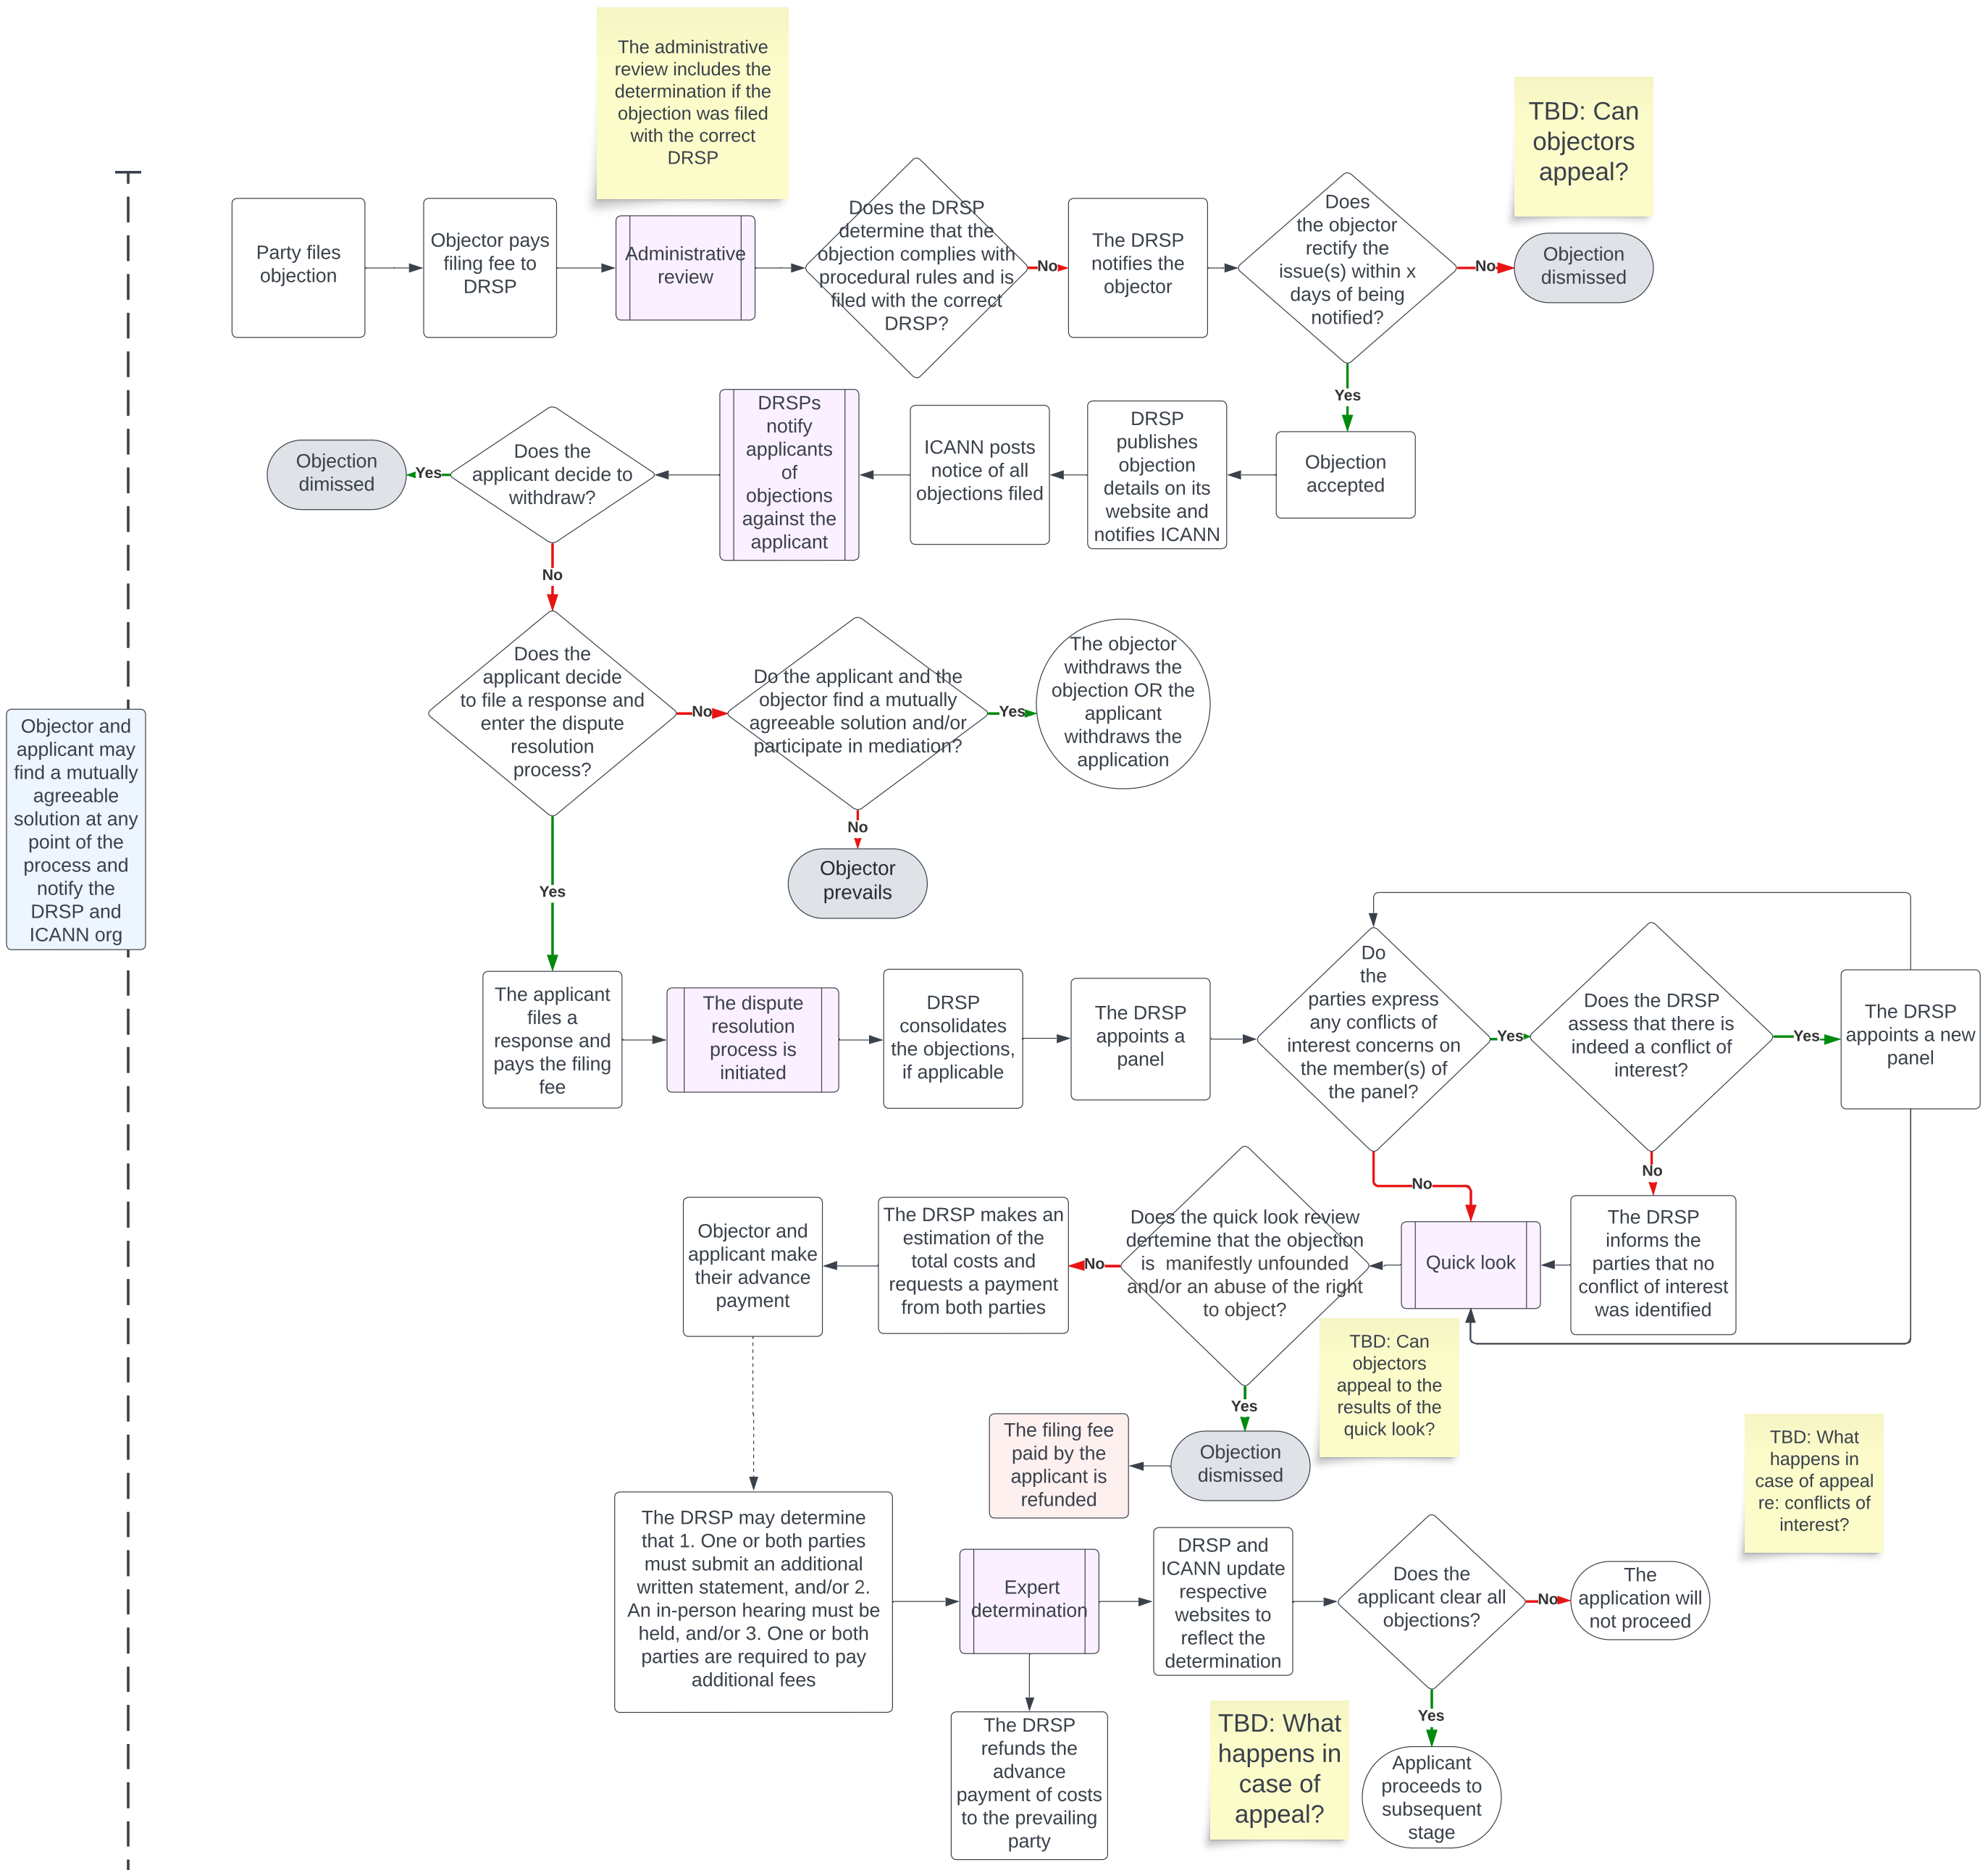 The administrative
review includes the
determination if the
objection was filed
with the correct
DRSP
TBD: Can
objectors
appeal?
Party files
objection
Objector pays
filing fee to
DRSP
Administrative
review
Does the DRSP
determine that the
objection complies with
procedural rules and is
filed with the correct
DRSP?
No
The DRSP
notifies the
objector
Does
the objector
rectify the
issue(s) within x
days of being
notified?
No
Objection
dismissed
Yes
Objection
accepted
DRSP
publishes
objection
details on its
website and
notifies ICANN
ICANN posts
notice of all
objections filed
DRSPs
notify
applicants
of
objections
against the
applicant
Does the
applicant decide to
withdraw?
Yes
Objection
dimissed
No
Does the
applicant decide
to file a response and
enter the dispute
resolution
process?
No
Do the applicant and the
objector find a mutually
agreeable solution and/or
participate in mediation?
Yes
The objector
withdraws the
objection OR the
applicant
withdraws the
application
No
Objector
prevails
Objector and
applicant may
find a mutually
agreeable
solution at any
point of the
process and
notify the
DRSP and
ICANN org
Yes
The applicant
files a
response and
pays the filing
fee
The dispute
resolution
process is
initiated
DRSP
consolidates
the objections,
if applicable
The DRSP
appoints a
panel
Do
the
parties express
any conflicts of
interest concerns on
the member(s) of
the panel?
Yes
Does the DRSP
assess that there is
indeed a conflict of
interest?
Yes
The DRSP
appoints a new
panel
No
No
The DRSP
informs the
parties that no
conflict of interest
was identified
Quick look
Does the quick look review
dertemine that the objection
is manifestly unfounded
and/or an abuse of the right
to object?
No
The DRSP makes an
estimation of the
total costs and
requests a payment
from both parties
Objector and
applicant make
their advance
payment
TBD: Can
objectors
appeal to the
results of the
quick look?
Yes
Objection
dismissed
The filing fee
paid by the
applicant is
refunded
TBD: What
happens in
case of appeal
re: conflicts of
interest?
The DRSP may determine
that 1. One or both parties
must submit an additional
written statement, and/or 2.
An in-person hearing must be
held, and/or 3. One or both
parties are required to pay
additional fees
Expert
determination
DRSP and
ICANN update
respective
websites to
reflect the
determination
Does the
applicant clear all
objections?
No
The
application will
not proceed
Yes
Applicant
proceeds to
subsequent
stage
The DRSP
refunds the
advance
payment of costs
to the prevailing
party
TBD: What
happens in
case of
appeal?